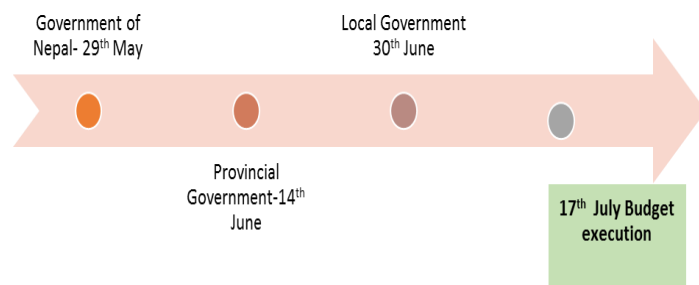 Government of
Nepal- 29th May
Provincial
Government-14th
June
Local Government
30th June
17th July Budget
execution